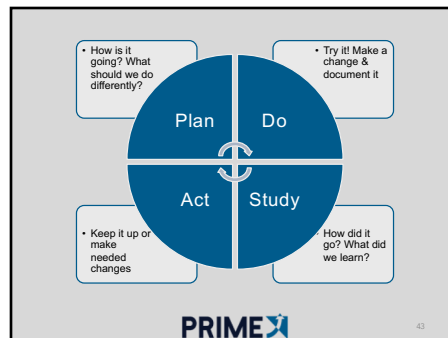 • How is it
going? What
should we do
differently?
• Try it! Make a
change &
document it
Plan
Do
Act
Study
• Keep it up or
make
needed
changes
How did it
go? What did
we learn?
PRIMEX
43